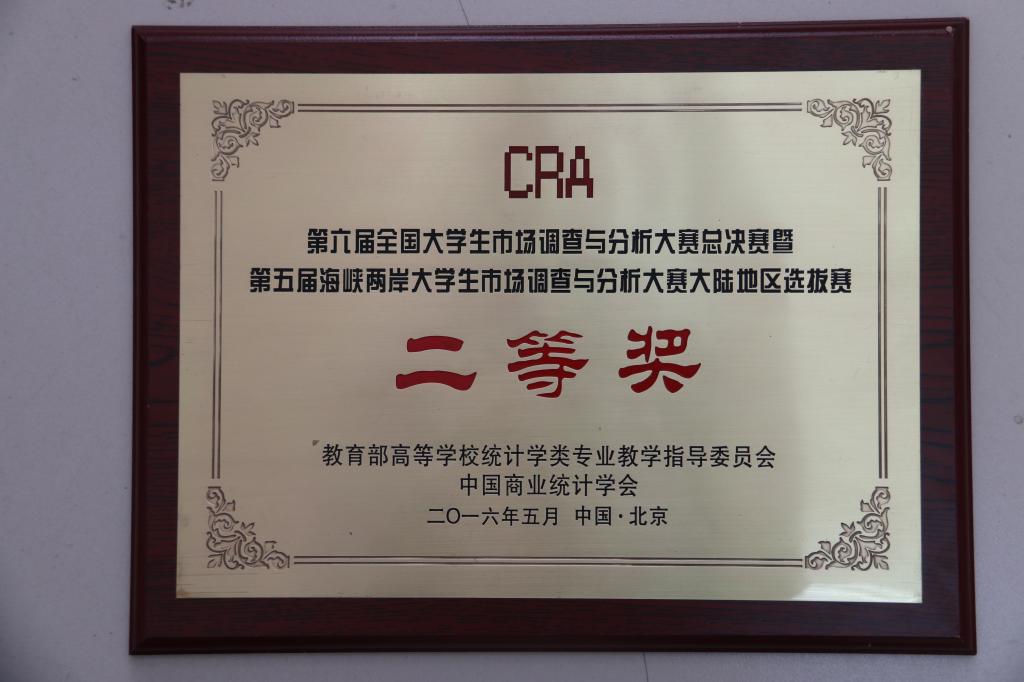 CRA
第六届全国大学生市场调查与分析大赛总决赛暨
第五届海峡两岸大学生市场调查与分析大赛大陆地区选拔赛
二等奖
教育部高等学校统计学类专业教学指导委员会
中国商业统计学会
二〇一六年五月 中国·北京